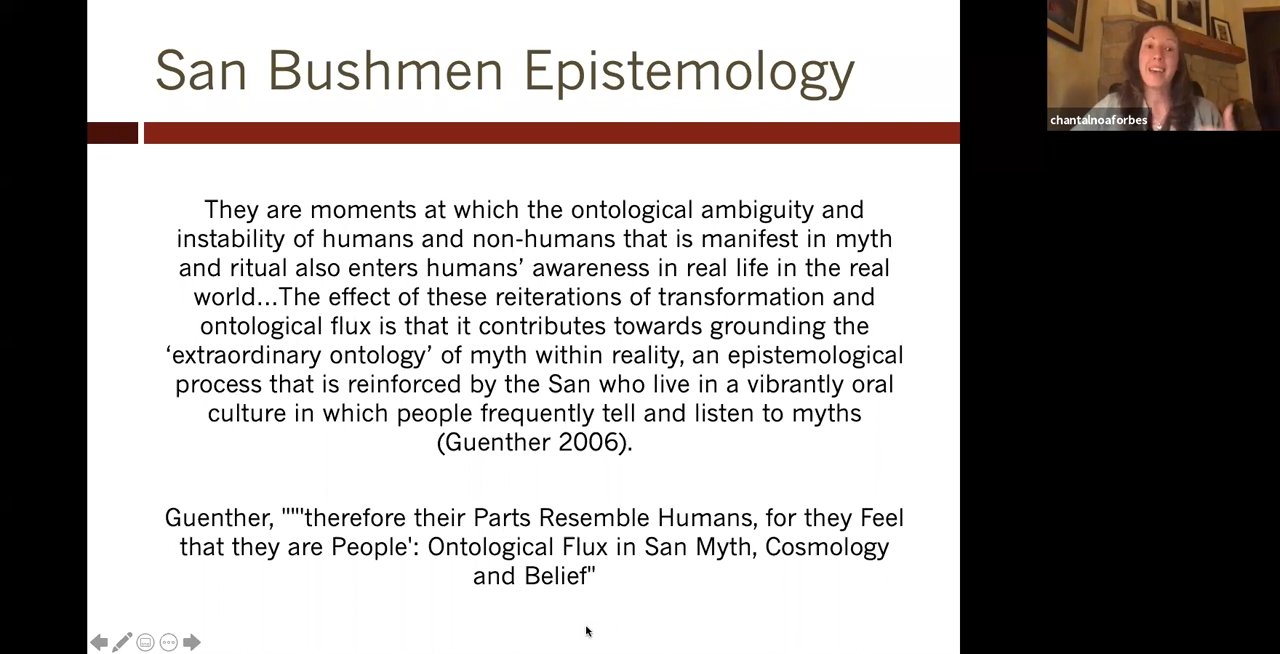 San Bushmen Epistemology
chantalnoaforbes
They are moments at which the ontological ambiguity and
instability of humans and non-humans that is manifest in myth
and ritual also enters humans’ awareness in real life in the real
world...The effect of these reiterations of transformation and
ontological flux is that it contributes towards grounding the
‘extraordinary ontology’ of myth within reality, an epistemological
process that is reinforced by the San who live in a vibrantly oral
culture in which people frequently tell and listen to myths
(Guenther 2006).
Guenther, """therefore their Parts Resemble Humans, for they Feel
that they are People': Ontological Flux in San Myth, Cosmology
and Belief"